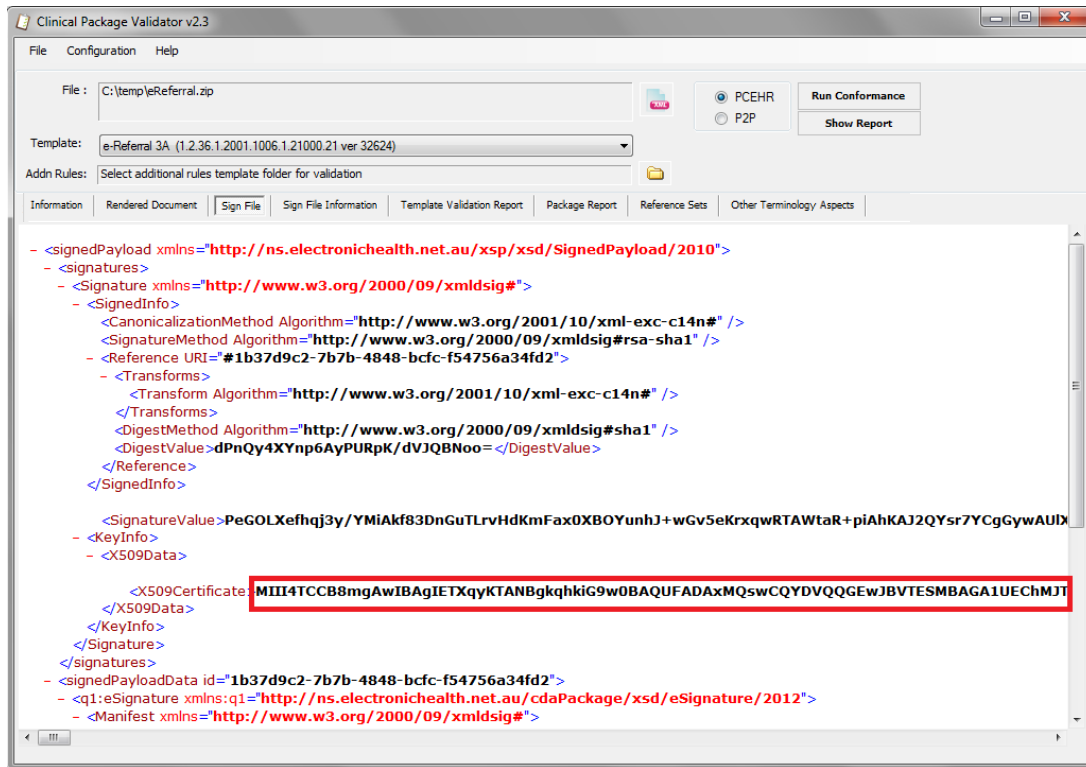 Clinical Package Validator v2.3
File Configuration Help
File : C:\temp\eReferral.zip
XML
PCEHR
P2P
Run Conformance
Show Report
Template: e-Referral 3A (1.2.36.1.2001.1006.1.21000.21 ver 32624)
Addn Rules: Select additional rules template folder for validation
Information Rendered Document Sign File Sign File Information Template Validation Report Package Report Reference Sets Other Terminology Aspects
- <signedPayload xmlns="http://ns.electronichealth.net.au/xsp/xsd/SignedPayload/2010">
- <signatures>
- <Signature xmlns="http://www.w3.org/2000/09/xmldsig#">
- <SignedInfo>
<CanonicalizationMethod Algorithm="http://www.w3.org/2001/10/xml-exc-c14n#" />
<SignatureMethod Algorithm="http://www.w3.org/2000/09/xmldsig#rsa-sha1" />
- <Reference URI="#1b37d9c2-7b7b-4848-bcfc-f54756a34fd2">
- <Transforms>
<Transform Algorithm="http://www.w3.org/2001/10/xml-exc-c14n#" />
</Transforms>
<DigestMethod Algorithm="http://www.w3.org/2000/09/xmldsig#sha1" />
<DigestValue>dPnQy4XYnp6AyPURpK/dVJQBNoo=</DigestValue>
</Reference>
</SignedInfo>
<SignatureValue>PeGOLXefhqj3y/YMiAkf83DnGuTLrvHdKmFax0XBOYunhJ+wGv5eKrxqwRTAWtaR+piAhKAJ2QYsr7YCgGywAUlX
- <KeyInfo>
- <X509Data>
<X509Certificate>MIII4TCCB8mgAwIBAgIETXqyKTANBgkqhkiG9w0BAQUFADAxMQswCQYDVQQGEwJBVTESMBAGA1UEChMJT
</X509Data>
</KeyInfo>
</Signature>
</signatures>
- <signedPayloadData id="1b37d9c2-7b7b-4848-bcfc-f54756a34fd2">
- <q1:eSignature xmlns:q1="http://ns.electronichealth.net.au/cdaPackage/xsd/eSignature/2012">
- <Manifest xmlns="http://www.w3.org/2000/09/xmldsig#">